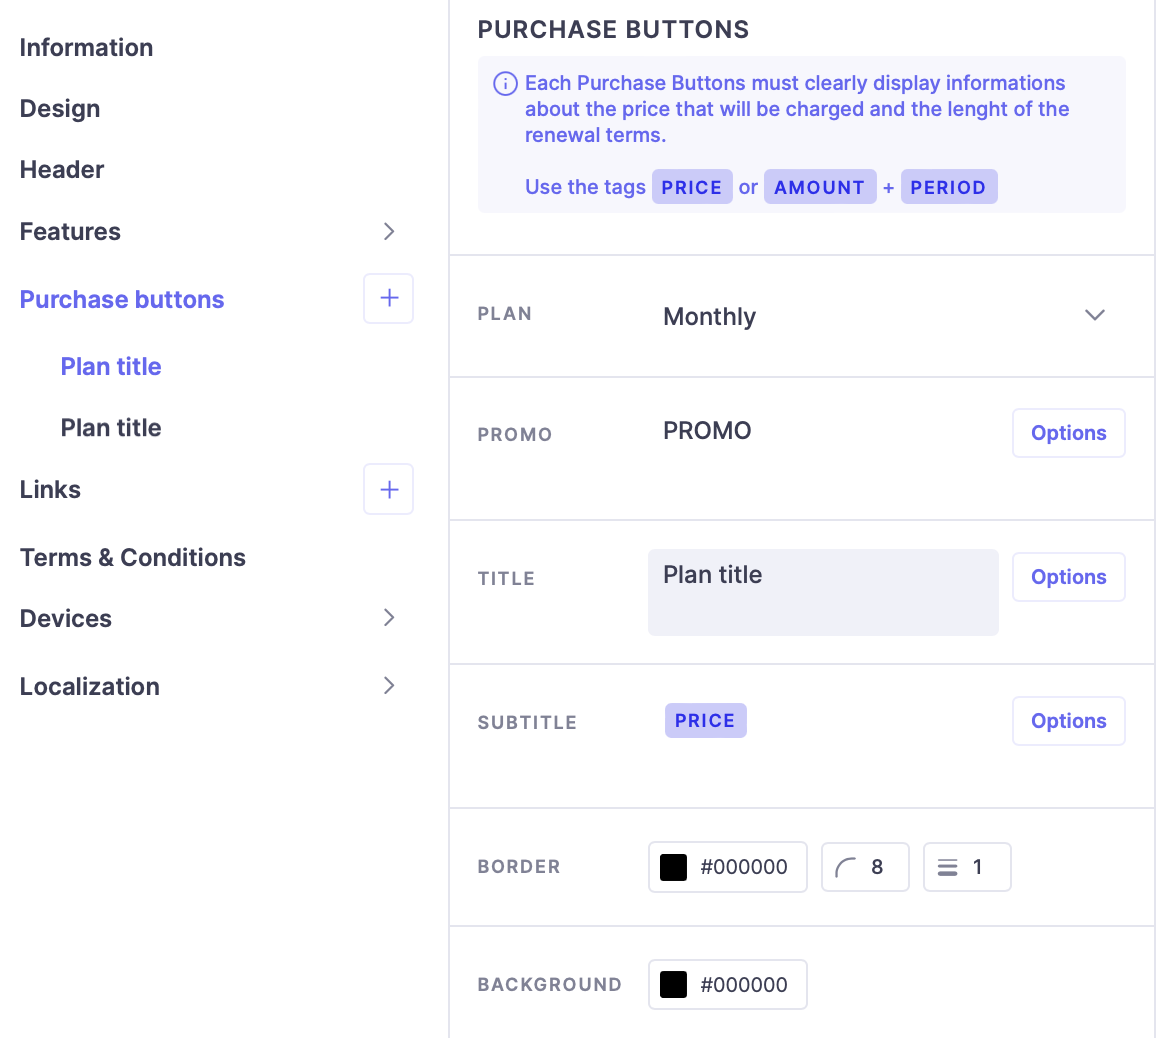 Information
Design
Header
Features
Purchase buttons
Plan title
Plan title
Links
Terms & Conditions
Devices
Localization
PURCHASE BUTTONS
Each Purchase Buttons must clearly display informations
about the price that will be charged and the lenght of the
renewal terms.
Use the tags PRICE or AMOUNT + PERIOD
PLAN Monthly
PROMO PROMO Options
TITLE Plan title Options
SUBTITLE PRICE Options
BORDER #000000 8 1
BACKGROUND #000000